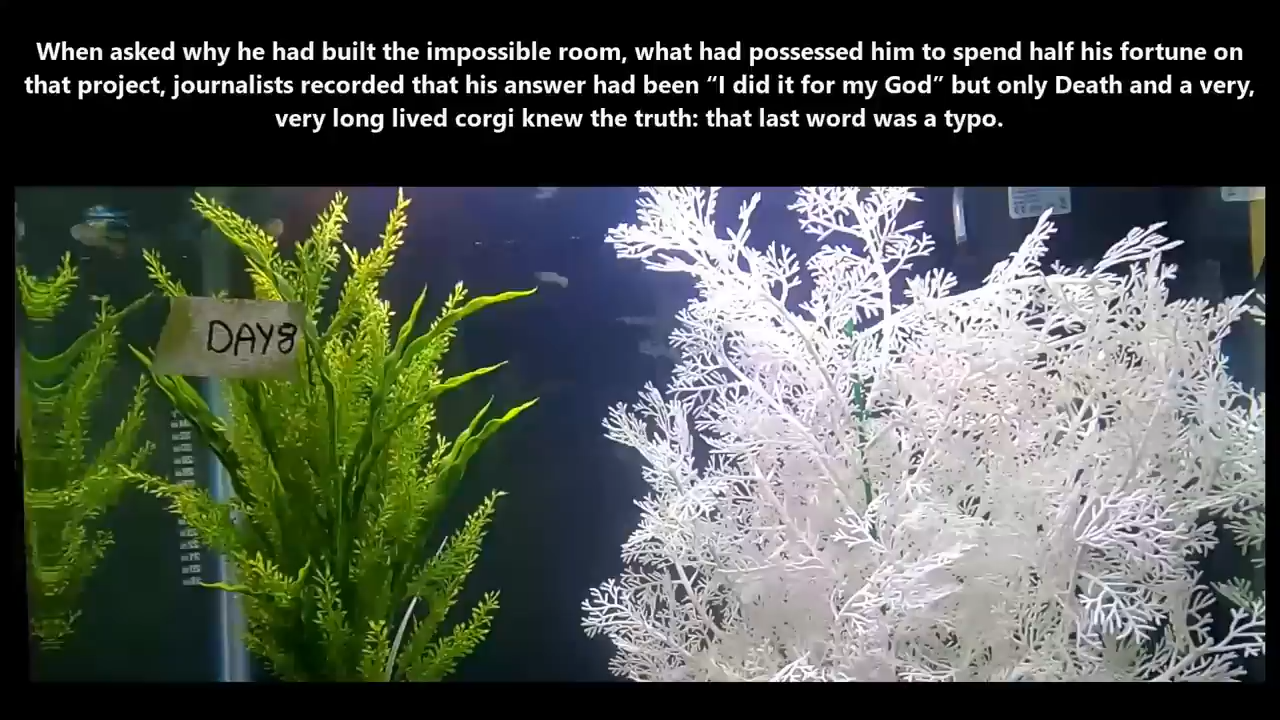 When asked why he had built the impossible room, what had possessed him to spend half his fortune on
that project, journalists recorded that his answer had been “I did it for my God” but only Death and a very,
very long lived corgi knew the truth: that last word was a typo.
DAY8